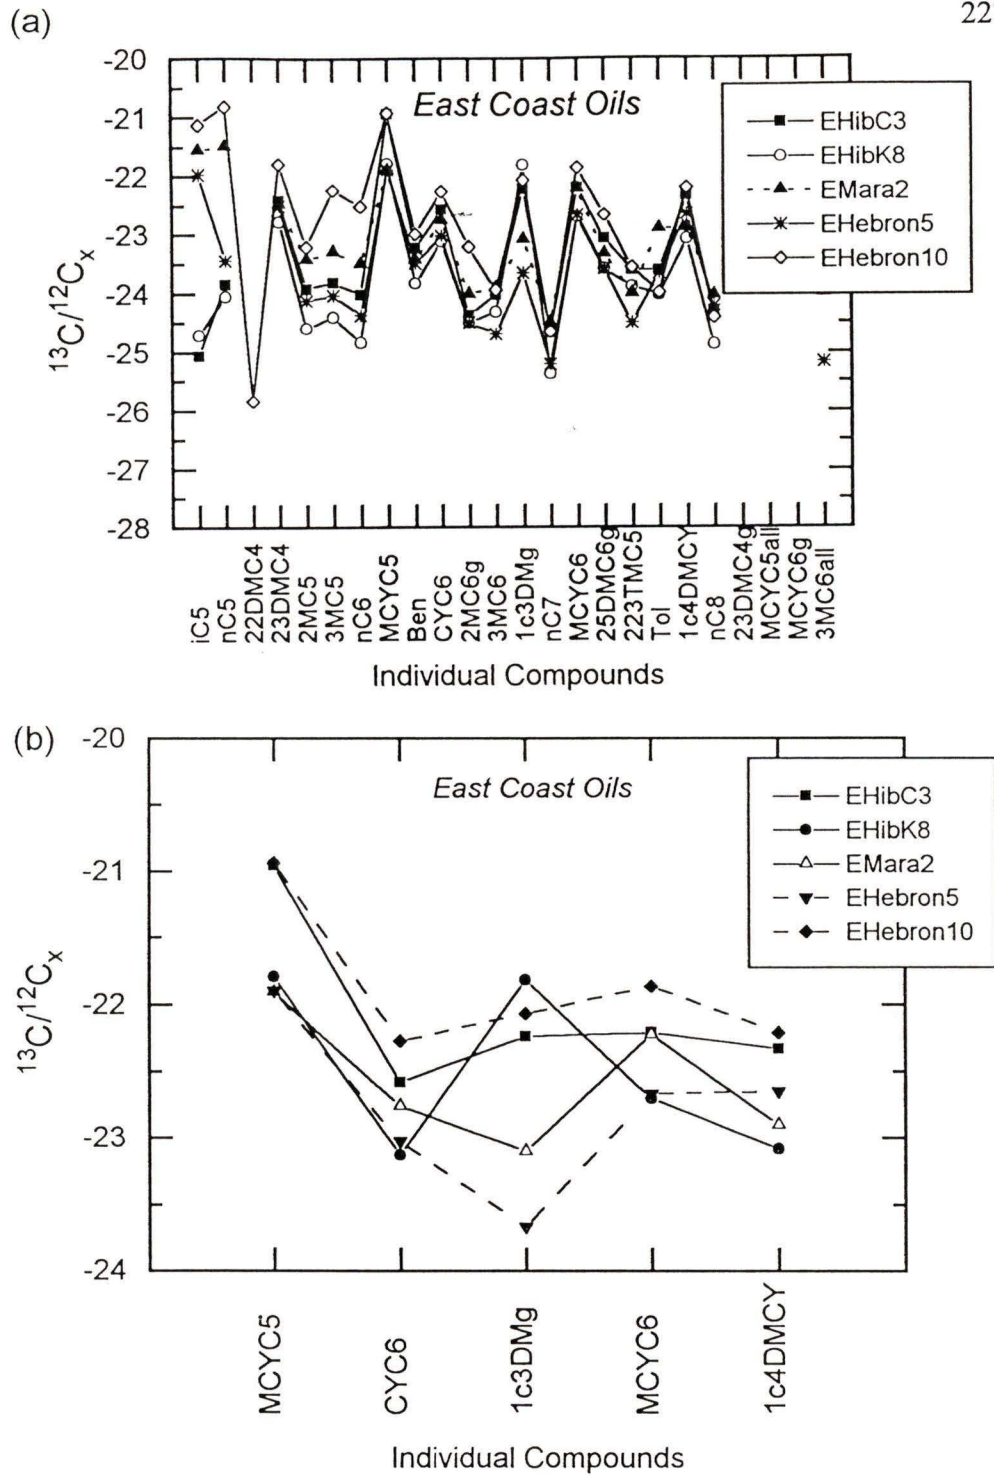 22
(a)
East Coast Oils
EHibC3
EHibK8
EMara2
EHebron5
EHebron10
-20
-21
-22
-23
-24
-25
-26
-27
-28
13C/12Cx
iC5
nC5
22DMC4
23DMC4
2MC5
3MC5
nC6
MCYC5
Ben
CYC6
2MC6g
3MC6
1c3DMg
nC7
MCYC6
25DMC6g
223TMC5
Tol
1c4DMCY
nC8
23DMC4g
MCYC5all
MCYC6g
3MC6all
Individual Compounds
(b)
East Coast Oils
EHibC3
EHibK8
EMara2
EHebron5
EHebron10
-20
-21
-22
-23
-24
13C/12Cx
MCYC5
CYC6
1c3DMg
MCYC6
1c4DMCY
Individual Compounds